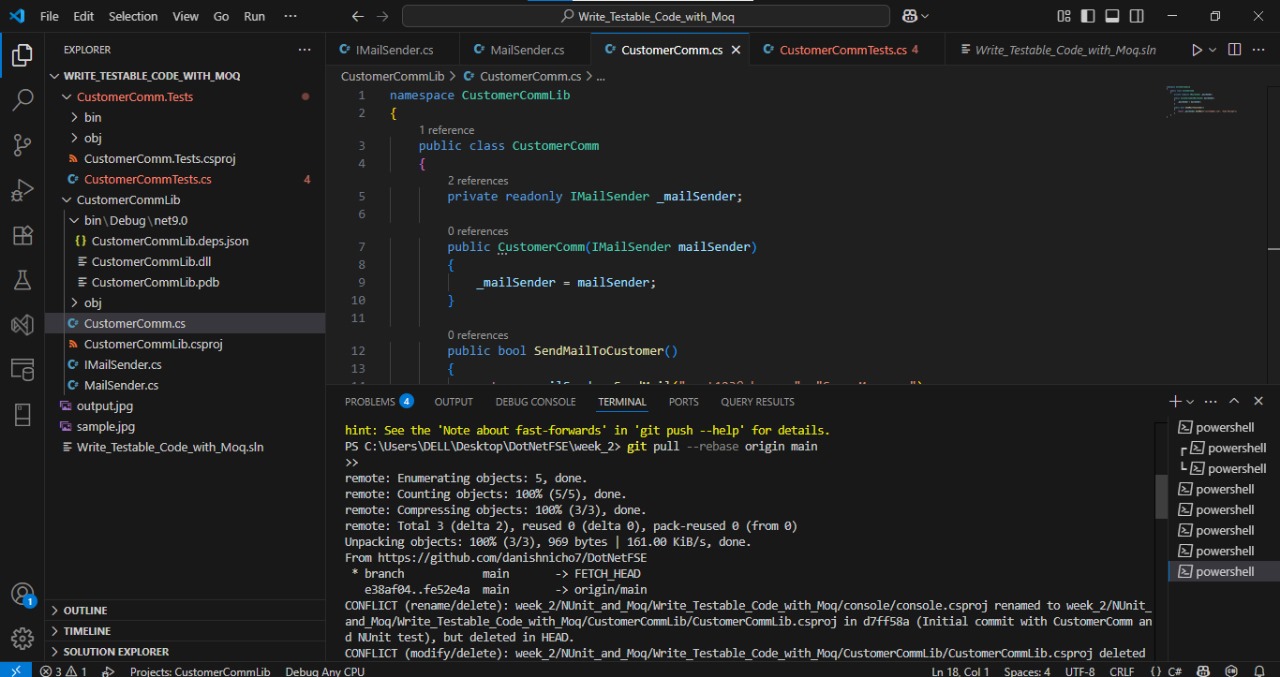 File Edit Selection View Go Run ···
Write_Testable_Code_with_Moq
EXPLORER
WRITE_TESTABLE_CODE_WITH_MOQ
CustomerComm.Tests
bin
obj
CustomerComm.Tests.csproj
CustomerCommTests.cs 4
CustomerCommLib
bin\Debug\net9.0
CustomerCommLib.deps.json
CustomerCommLib.dll
CustomerCommLib.pdb
obj
CustomerComm.cs
CustomerCommLib.csproj
IMailSender.cs
MailSender.cs
output.jpg
sample.jpg
Write_Testable_Code_with_Moq.sln
OUTLINE
TIMELINE
SOLUTION EXPLORER
IMailSender.cs MailSender.cs CustomerComm.cs CustomerCommTests.cs 4 Write_Testable_Code_with_Moq.sln
CustomerCommLib > CustomerComm.cs > ...
1 namespace CustomerCommLib
2 {
1 reference
3 public class CustomerComm
4 {
2 references
5 private readonly IMailSender _mailSender;
6
0 references
7 public CustomerComm(IMailSender mailSender)
8 {
9 _mailSender = mailSender;
10 }
11
0 references
12 public bool SendMailToCustomer()
13 {
PROBLEMS 4 OUTPUT DEBUG CONSOLE TERMINAL PORTS QUERY RESULTS
hint: See the 'Note about fast-forwards' in 'git push --help' for details.
PS C:\Users\DELL\Desktop\DotNetFSE\week_2> git pull --rebase origin main
>>
remote: Enumerating objects: 5, done.
remote: Counting objects: 100% (5/5), done.
remote: Compressing objects: 100% (3/3), done.
remote: Total 3 (delta 2), reused 0 (delta 0), pack-reused 0 (from 0)
Unpacking objects: 100% (3/3), 969 bytes | 161.00 KiB/s, done.
From https://github.com/danishnicho7/DotNetFSE
* branch main -> FETCH_HEAD
e38af04..fe52e4a main -> origin/main
CONFLICT (rename/delete): week_2/NUnit_and_Moq/Write_Testable_Code_with_Moq/console/console.csproj renamed to week_2/NUnit_
and_Moq/Write_Testable_Code_with_Moq/CustomerCommLib/CustomerCommLib.csproj in d7ff58a (Initial commit with CustomerComm an
d NUnit test), but deleted in HEAD.
CONFLICT (modify/delete): week_2/NUnit_and_Moq/Write_Testable_Code_with_Moq/CustomerCommLib/CustomerCommLib.csproj deleted
powershell
powershell
powershell
powershell
powershell
powershell
powershell
powershell
1
3 1 Projects: CustomerCommLib Debug Any CPU Ln 18, Col 1 Spaces: 4 UTF-8 CRLF {} C#